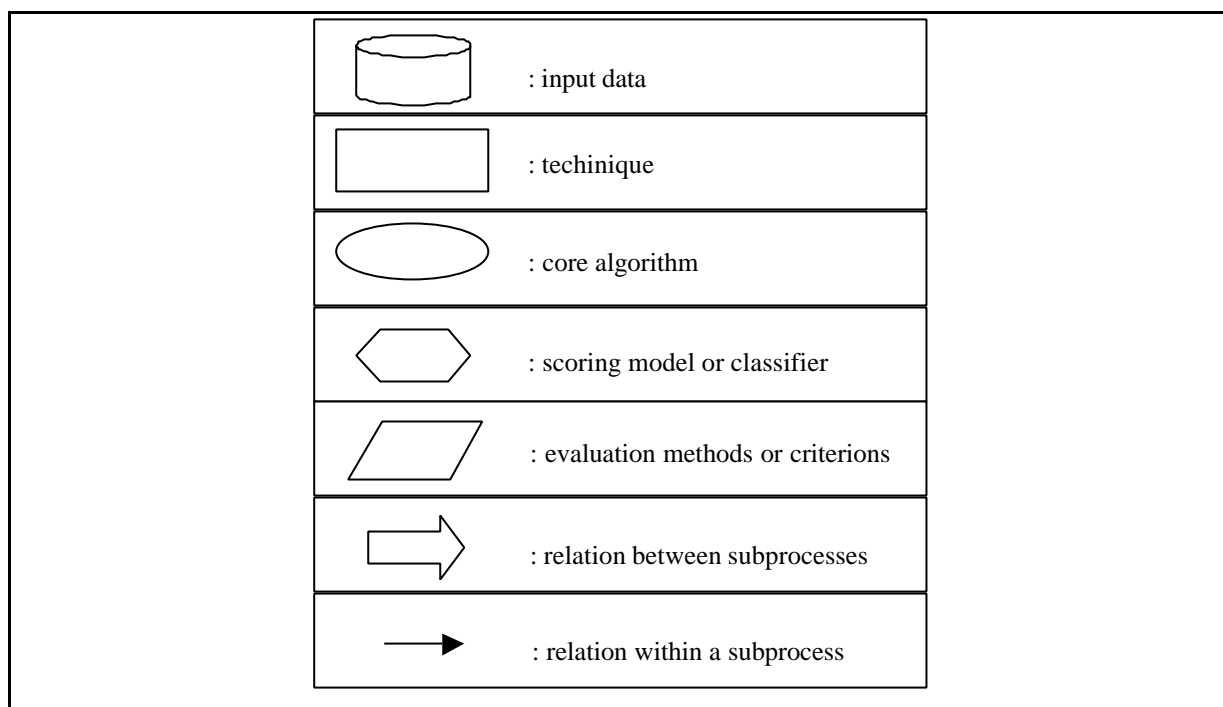 : input data
: techinique
: core algorithm
: scoring model or classifier
: evaluation methods or criterions
: relation between subprocesses
: relation within a subprocess